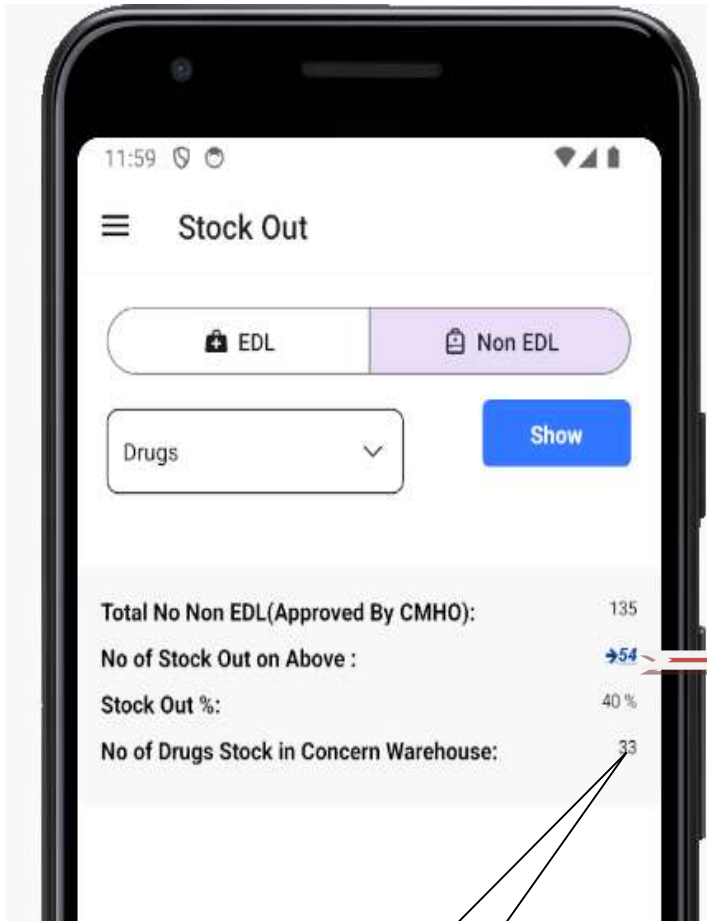 11:59
Stock Out
EDL Non EDL
Drugs Show
Total No Non EDL(Approved By CMHO): 135
No of Stock Out on Above : →54
Stock Out %: 40 %
No of Drugs Stock in Concern Warehouse: 33